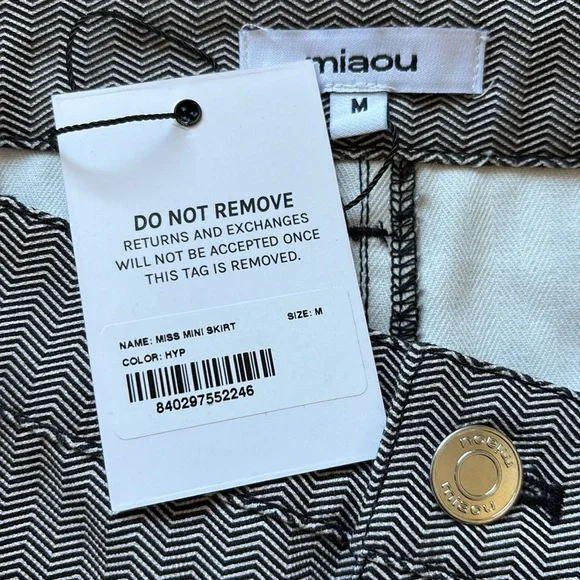 miaou
M
DO NOT REMOVE
RETURNS AND EXCHANGES
WILL NOT BE ACCEPTED ONCE
THIS TAG IS REMOVED.
NAME: MISS MINI SKIRT SIZE: M
COLOR: HYP
840297552246
miaou
miaou